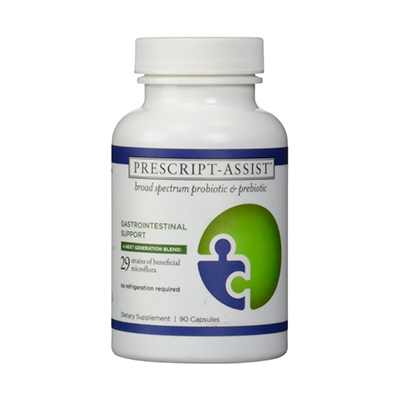 PRESCRIPT-ASSIST™
broad spectrum probiotic & prebiotic
GASTROINTESTINAL
SUPPORT
A NEXT GENERATION BLEND:
29 strains of beneficial
microflora
no refrigeration required
Dietary Supplement | 90 Capsules